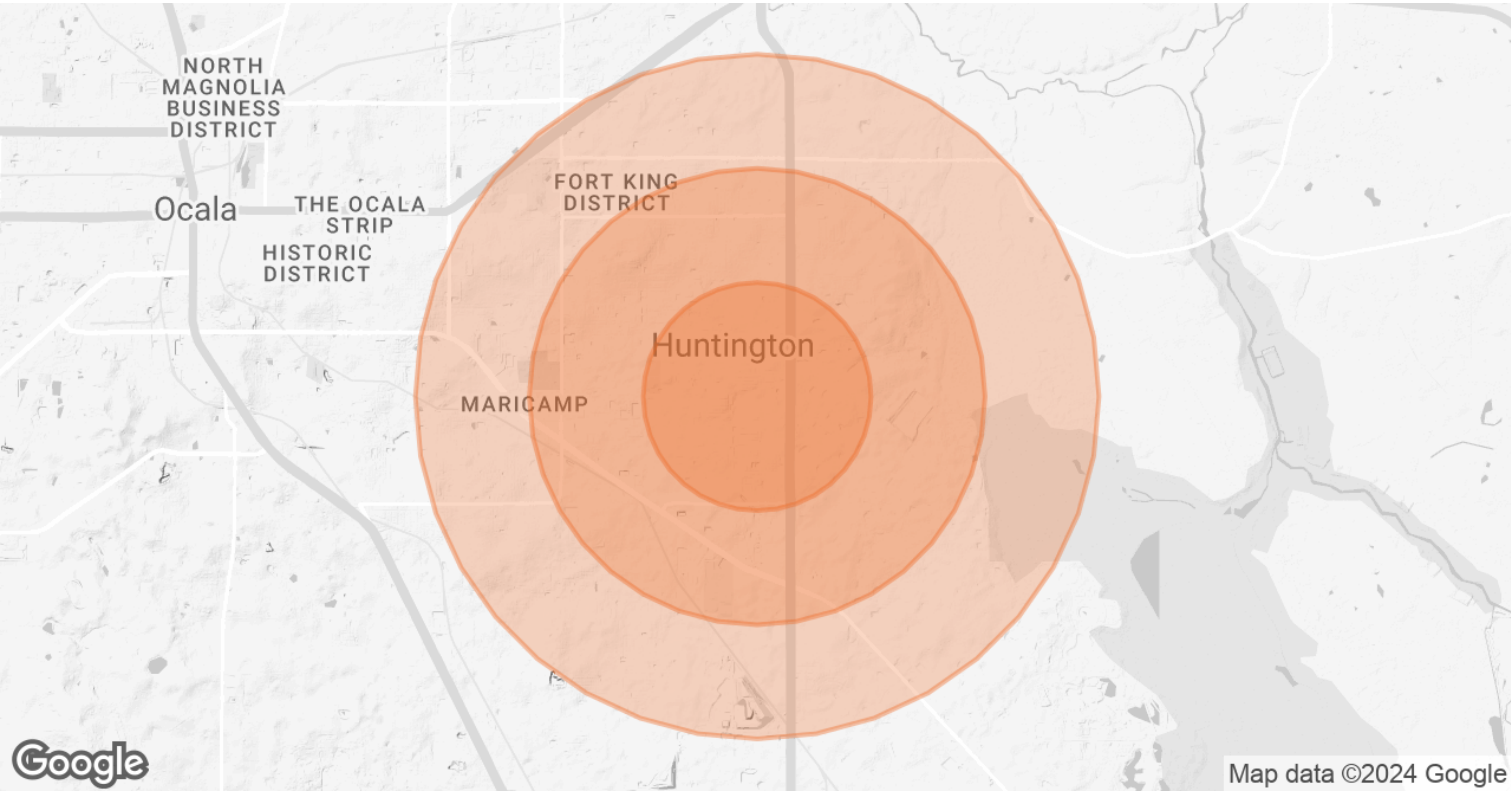 NORTH
MAGNOLIA
BUSINESS
DISTRICT
Ocala
THE OCALA
STRIP
HISTORIC
DISTRICT
FORT KING
DISTRICT
Huntington
MARICAMP
Google
Map data ©2024 Google